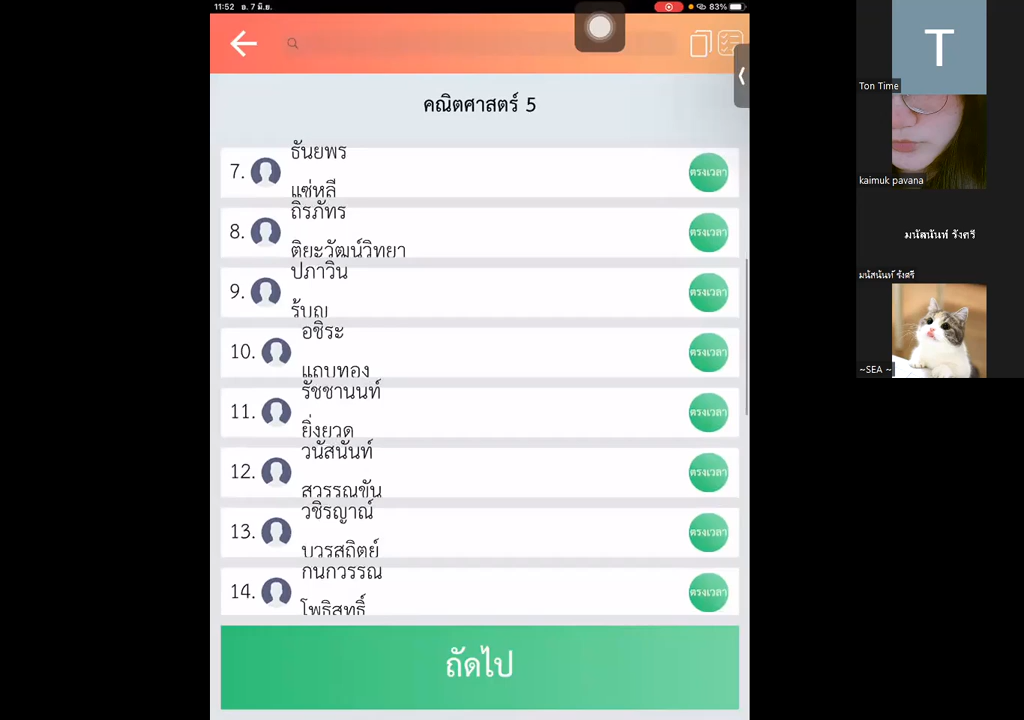 11:52 อ. 7 มิ.ย.
83%
คณิตศาสตร์ 5
7.
ธันยพร
แซ่หลี
ตรงเวลา
8.
ถิรภัทร
ติยะวัฒน์วิทยา
ตรงเวลา
9.
ปภาวิน
รู้บุญ
ตรงเวลา
10.
อชิระ
แถบทอง
ตรงเวลา
11.
รัชชานนท์
ยิ่งยวด
ตรงเวลา
12.
วนัสนันท์
สุวรรณขัน
ตรงเวลา
13.
วชิรญาณ์
บวรสถิตย์
ตรงเวลา
14.
กนกวรรณ
โพธิสุทธิ์
ตรงเวลา
ถัดไป
T
Ton Time
kaimuk pavana
มนัสนันท์ รังศรี
มนัสนันท์ รังศรี
~SEA ~